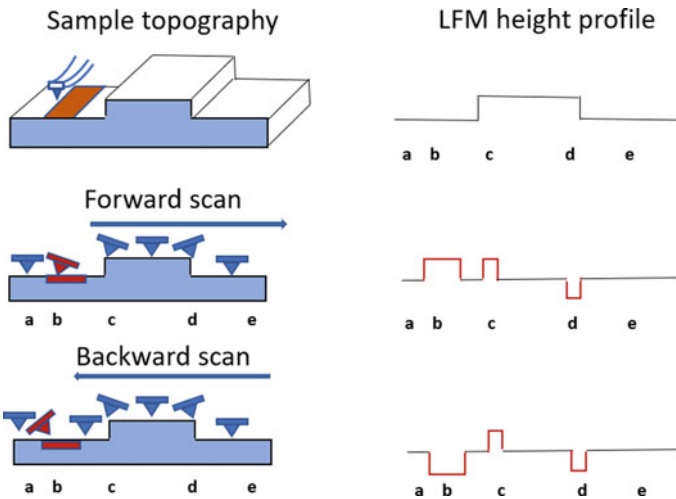 Sample topography
LFM height profile
a b c d e
Forward scan
a b c d e
a b c d e
Backward scan
a b c d e
a b c d e